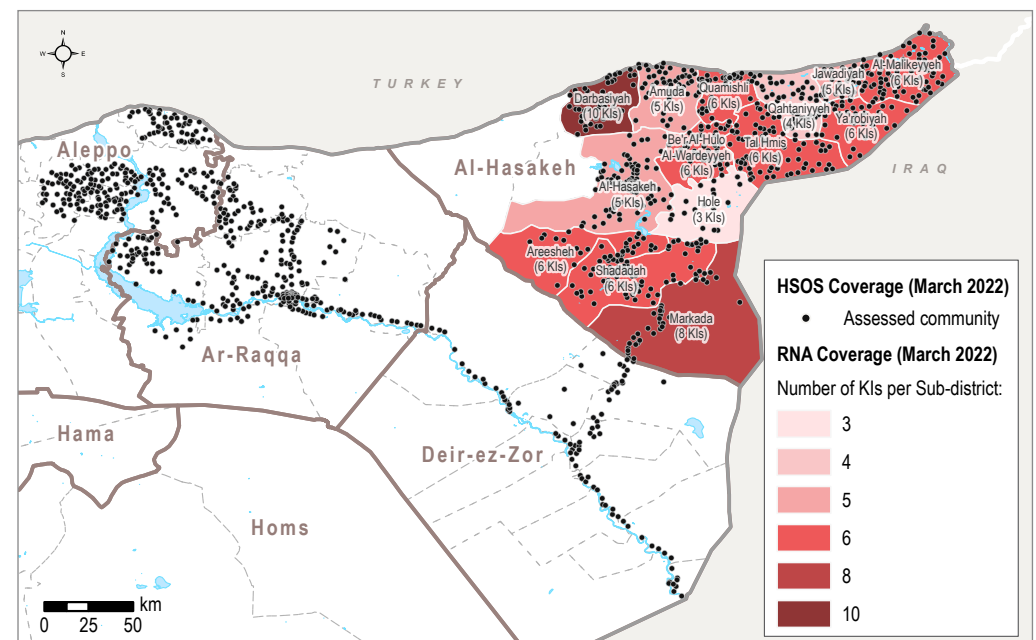 N
W E
S
TURKEY
IRAQ
Aleppo
Ar-Raqqa
Al-Hasakeh
Hama
Homs
Deir-ez-Zor
Darbasiyah
(10 KIs)
Amuda
(5 KIs)
Quamishli
(6 KIs)
Qahtaniyyeh
(4 KIs)
Jawadiyah
(5 KIs)
Al-Malikeyyeh
(6 KIs)
Ya'robiyah
(6 KIs)
Be'r Al-Hulo
Al-Wardeyyeh
(6 KIs)
Tal Hmis
(6 KIs)
Al-Hasakeh
(5 KIs)
Hole
(3 KIs)
Areesheh
(6 KIs)
Shadadah
(6 KIs)
Markada
(8 KIs)
HSOS Coverage (March 2022)
Assessed community
RNA Coverage (March 2022)
Number of KIs per Sub-district:
3
4
5
6
8
10
km
0 25 50